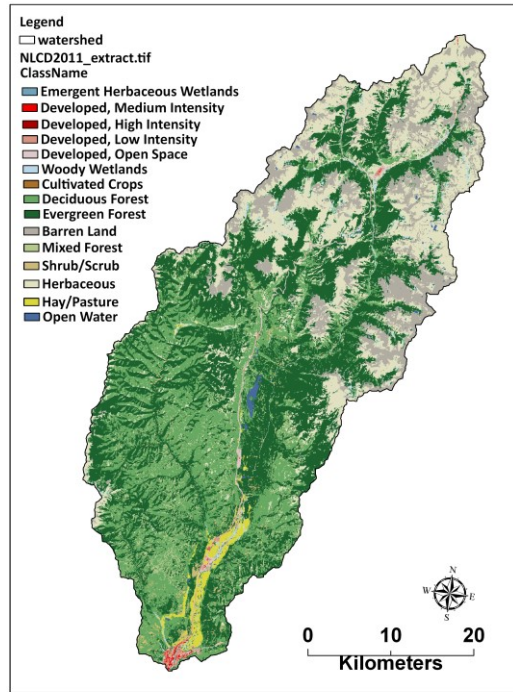 Legend
watershed
NLCD2011_extract.tif
ClassName
Emergent Herbaceous Wetlands
Developed, Medium Intensity
Developed, High Intensity
Developed, Low Intensity
Developed, Open Space
Woody Wetlands
Cultivated Crops
Deciduous Forest
Evergreen Forest
Barren Land
Mixed Forest
Shrub/Scrub
Herbaceous
Hay/Pasture
Open Water
N
W E
S
0 10 20
Kilometers